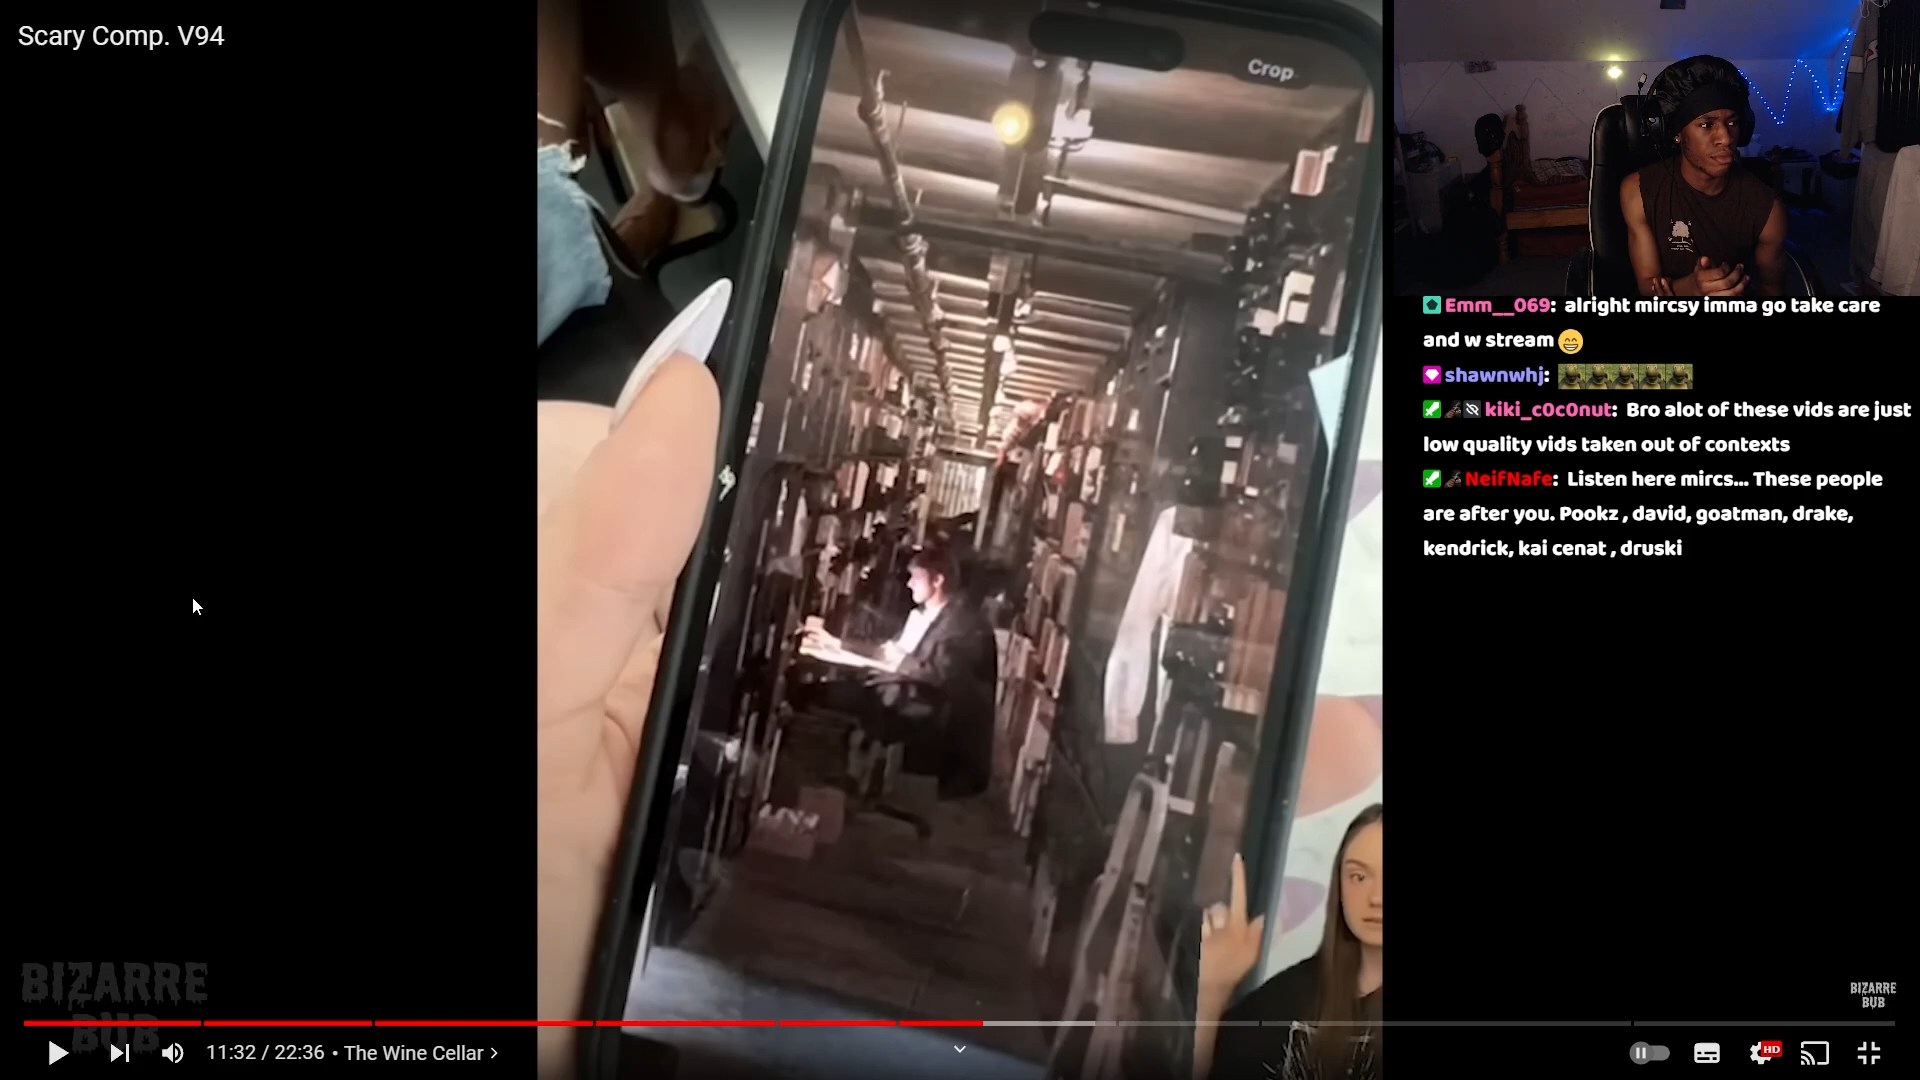 Scary Comp. V94
Crop
Emm__069: alright mircsy imma go take care
and w stream
shawnwhj:
kiki_c0c0nut: Bro alot of these vids are just
low quality vids taken out of contexts
NeifNafe: Listen here mircs... These people
are after you. Pookz , david, goatman, drake,
kendrick, kai cenat , druski
BIZARRE
BUB
BIZARRE
BUB
11:32 / 22:36 • The Wine Cellar
HD